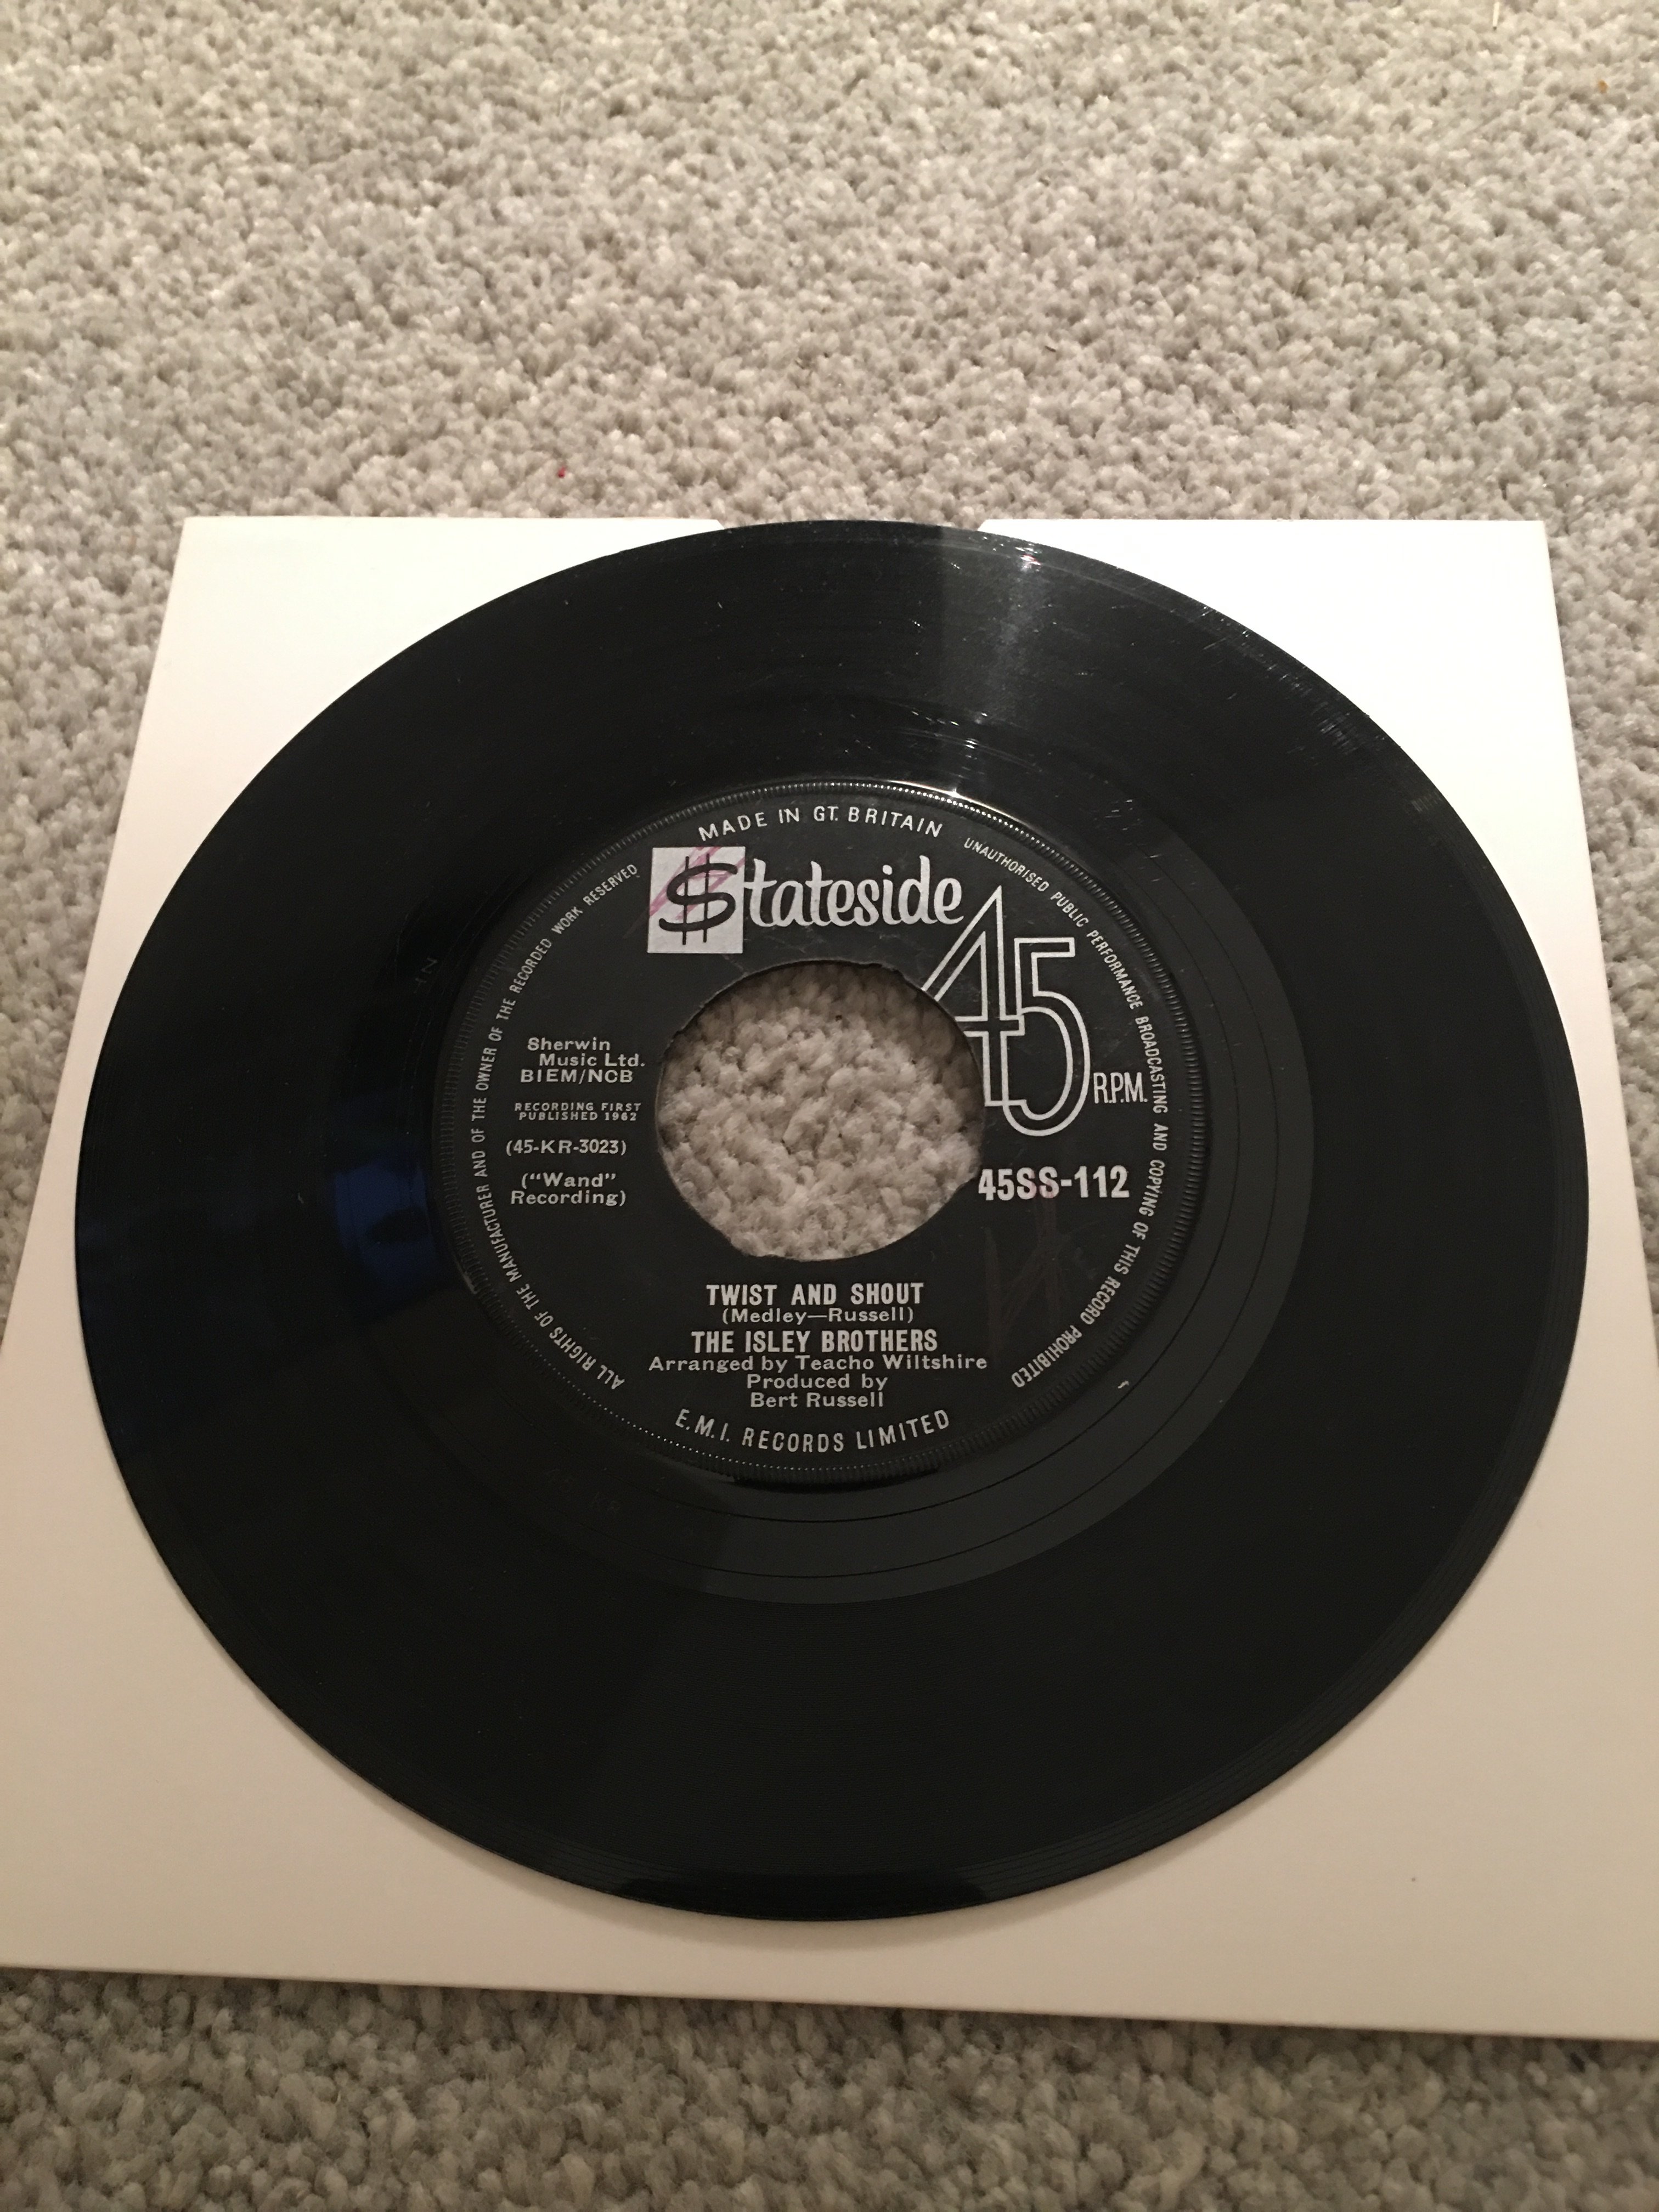 MADE IN GT. BRITAIN
$tateside
45
R.P.M.
Sherwin
Music Ltd.
BIEM/NCB
RECORDING FIRST
PUBLISHED 1962
(45-KR-3023)
("Wand"
Recording)
45SS-112
TWIST AND SHOUT
(Medley—Russell)
THE ISLEY BROTHERS
Arranged by Teacho Wiltshire
Produced by
Bert Russell
E.M.I. RECORDS LIMITED
ALL RIGHTS OF THE MANUFACTURER AND OF THE OWNER OF THE RECORDED WORK RESERVED
UNAUTHORISED PUBLIC PERFORMANCE BROADCASTING AND COPYING OF THIS RECORD PROHIBITED